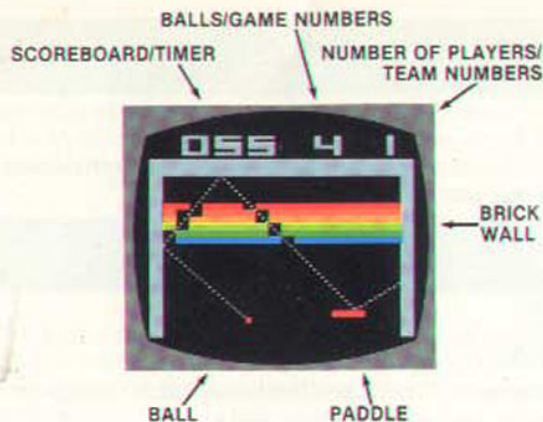 BALLS/GAME NUMBERS
SCOREBOARD/TIMER
NUMBER OF PLAYERS/
TEAM NUMBERS
055 4 1
BRICK
WALL
BALL
PADDLE